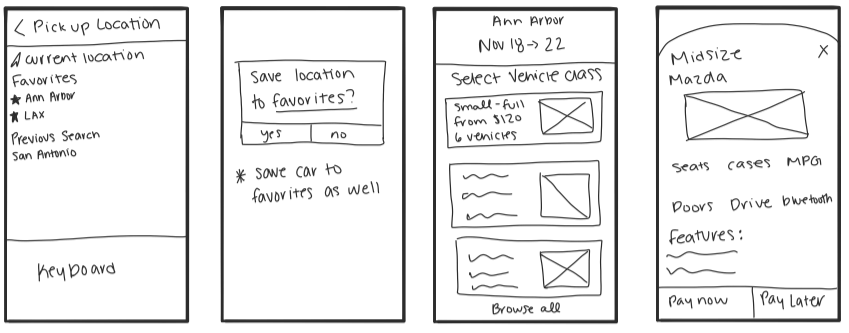 < Pick up Location
Current location
Favorites
★ Ann Arbor
★ LAX
Previous Search
San Antonio
Keyboard
Save location
to favorites?
yes
no
* save car to
favorites as well
Ann Arbor
Nov 18 → 22
Select Vehicle class
small-full
from $120
6 vehicles
Browse all
Midsize
X
Mazda
Seats cases MPG
Doors Drive bluetooth
Features:
Pay now
Pay Later